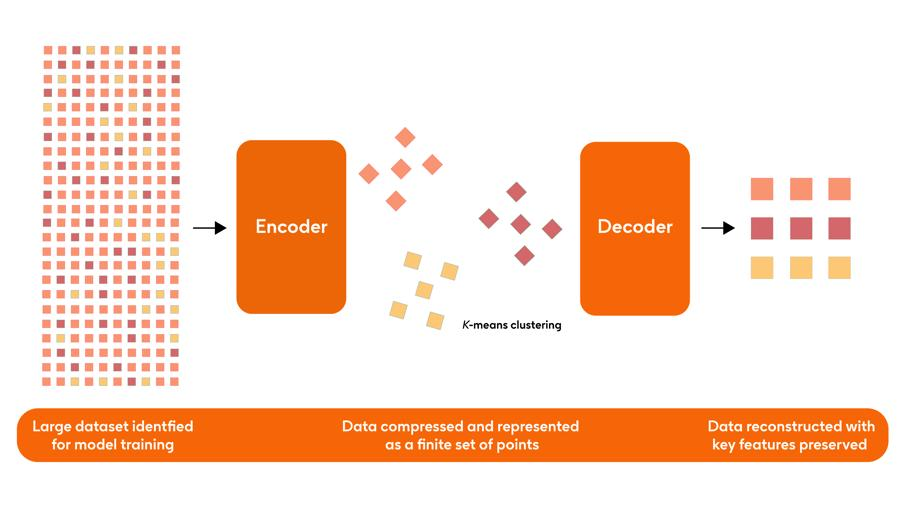 Encoder
Decoder
K-means clustering
Large dataset identfied
for model training
Data compressed and represented
as a finite set of points
Data reconstructed with
key features preserved